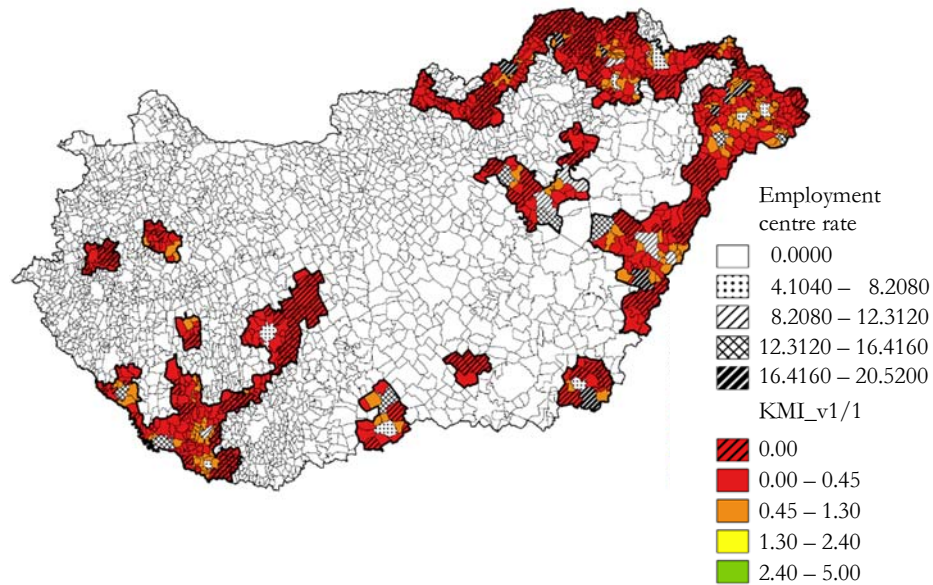 Employment
centre rate
0.0000
4.1040 – 8.2080
8.2080 – 12.3120
12.3120 – 16.4160
16.4160 – 20.5200
KMI_v1/1
0.00
0.00 – 0.45
0.45 – 1.30
1.30 – 2.40
2.40 – 5.00